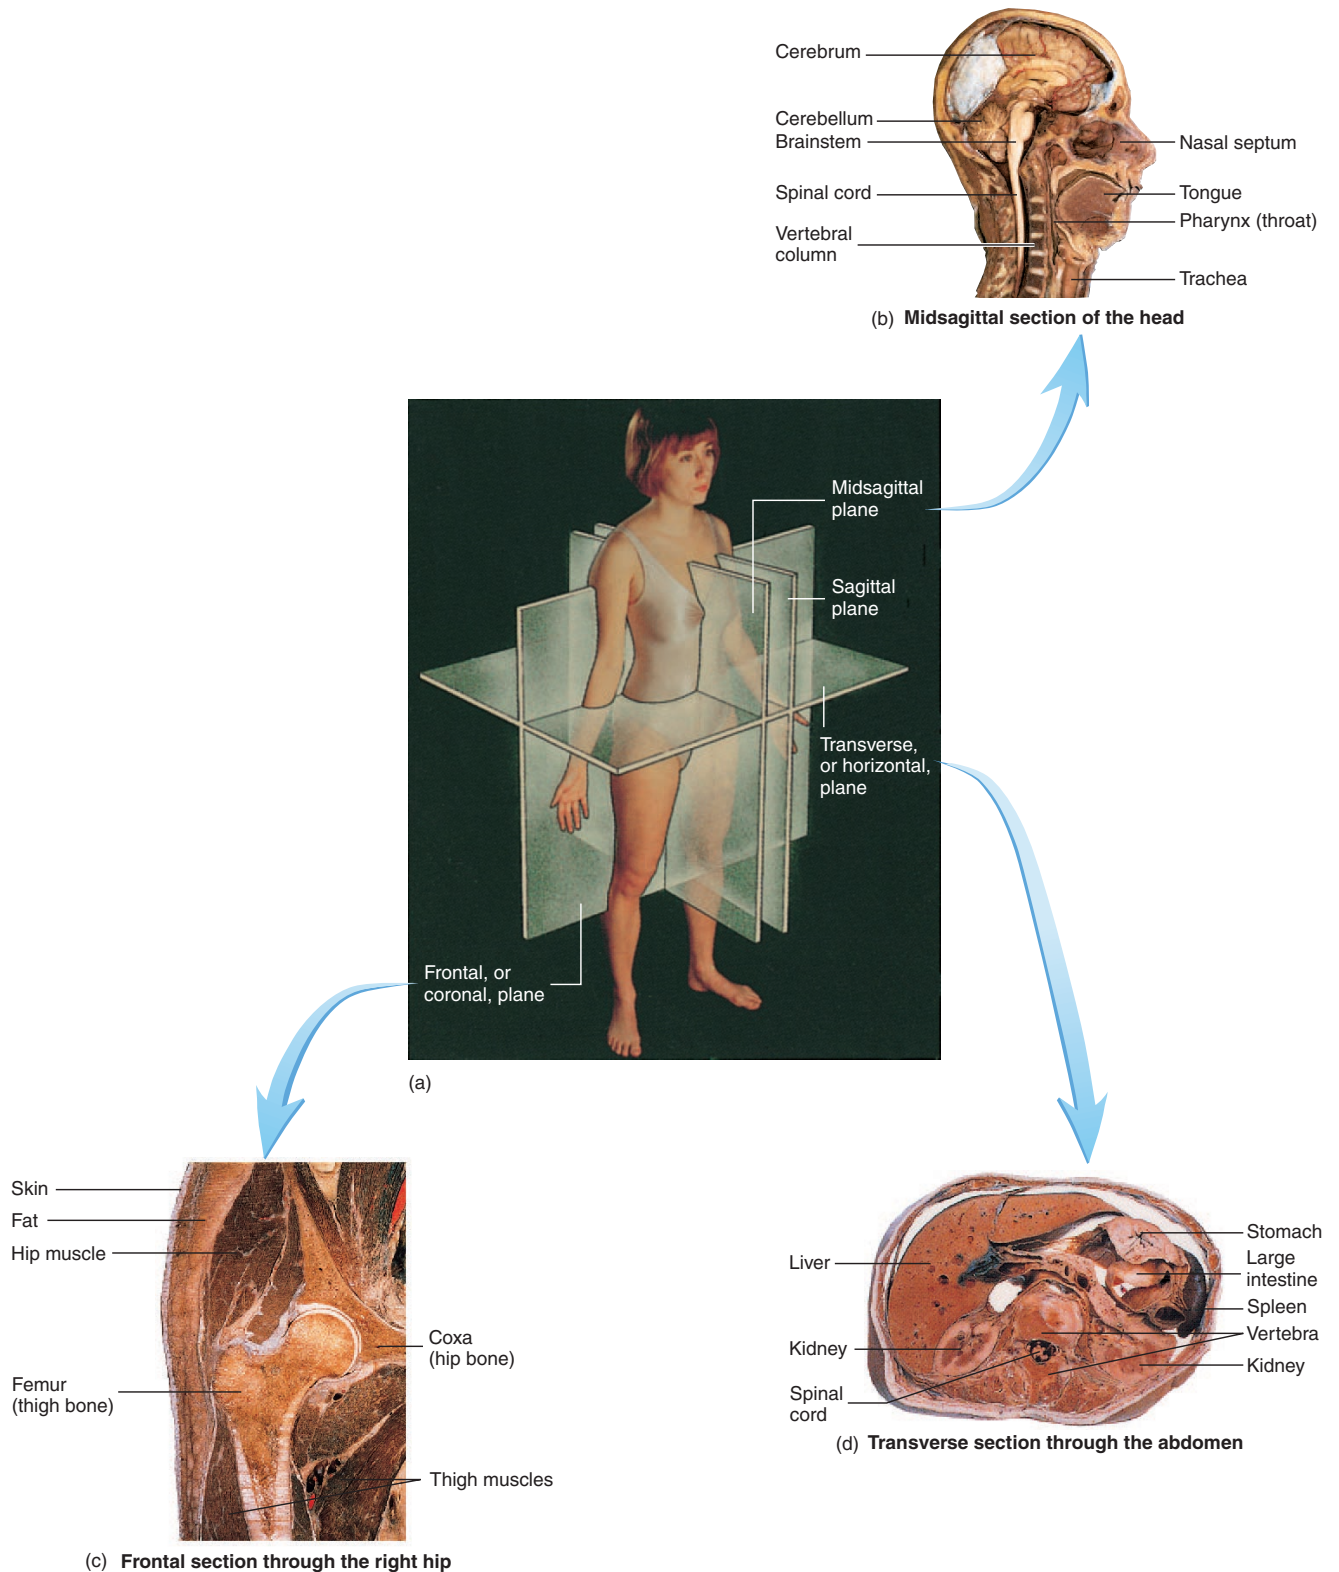 Cerebrum
Cerebellum
Brainstem
Spinal cord
Vertebral
column
Nasal septum
Tongue
Pharynx (throat)
Trachea
(b) Midsagittal section of the head
Midsagittal
plane
Sagittal
plane
Transverse,
or horizontal,
plane
Frontal, or
coronal, plane
(a)
Skin
Fat
Hip muscle
Femur
(thigh bone)
Coxa
(hip bone)
Thigh muscles
(c) Frontal section through the right hip
Liver
Kidney
Spinal
cord
Stomach
Large
intestine
Spleen
Vertebra
Kidney
(d) Transverse section through the abdomen